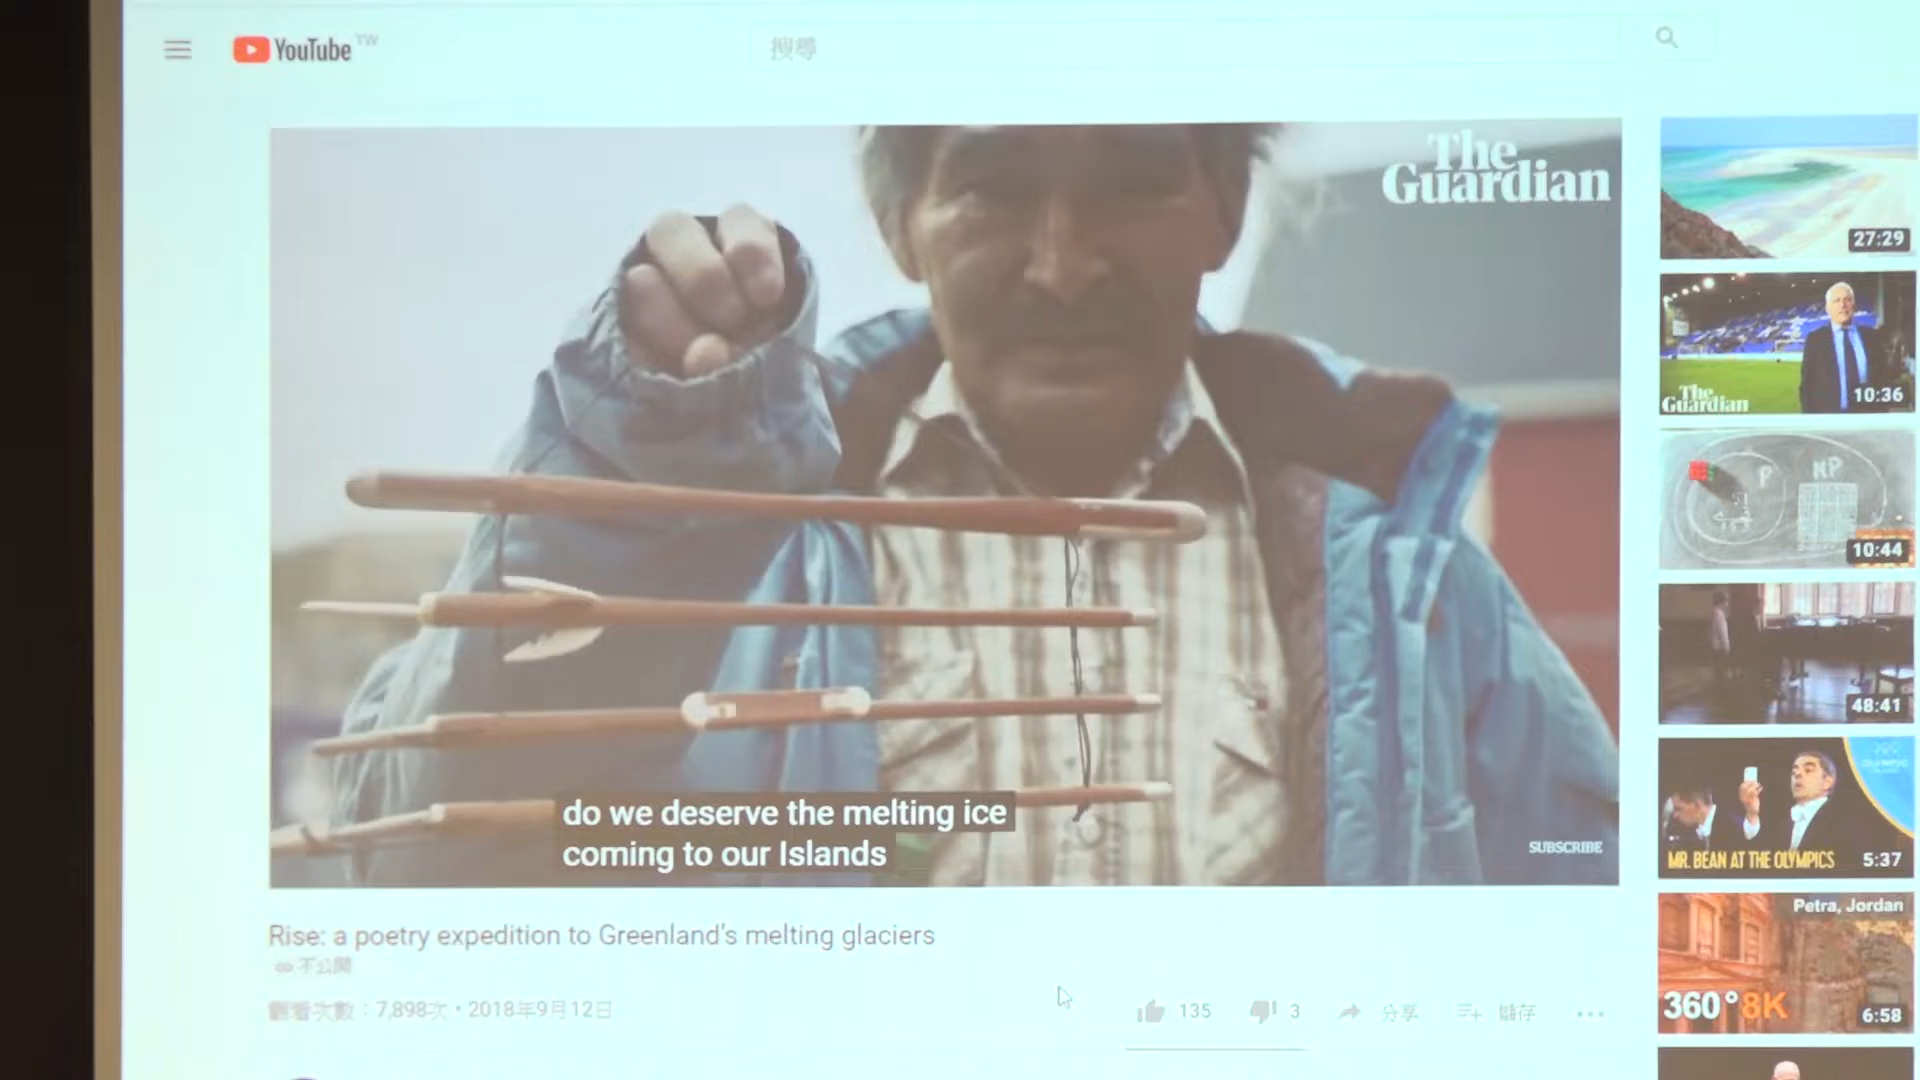 YouTube TW
搜尋
The
Guardian
do we deserve the melting ice
coming to our Islands
SUBSCRIBE
Rise: a poetry expedition to Greenland's melting glaciers
不公開
觀看次數：7,898次 • 2018年9月12日
135
3
分享
儲存
27:29
The
Guardian
10:36
P
NP
10:44
48:41
MR. BEAN AT THE OLYMPICS
5:37
Petra, Jordan
360° 8K
6:58